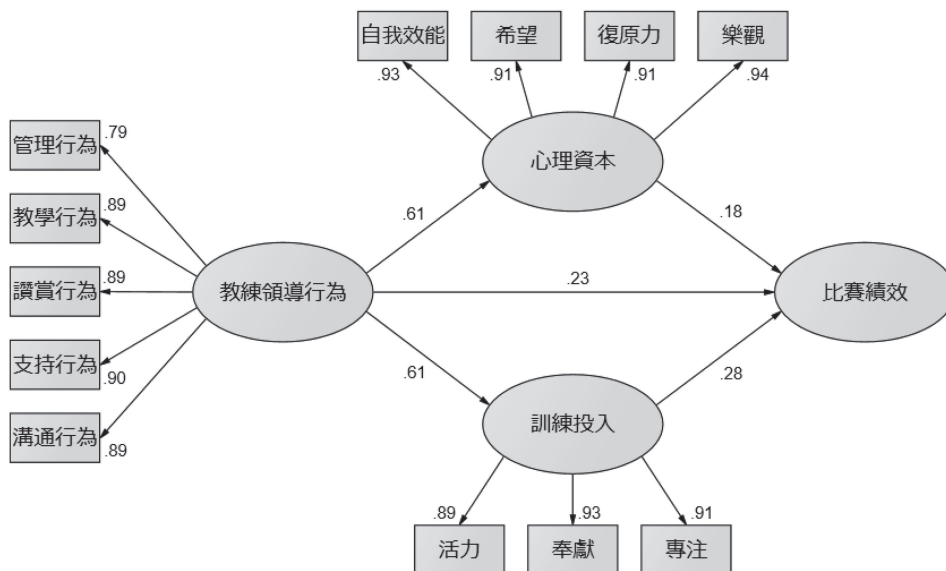 自我效能
希望
復原力
樂觀
.93
.91
.91
.94
管理行為
.79
教學行為
.89
讚賞行為
.89
支持行為
.90
溝通行為
.89
教練領導行為
心理資本
.61
.18
.23
比賽績效
.61
.28
訓練投入
.89
.93
.91
活力
奉獻
專注